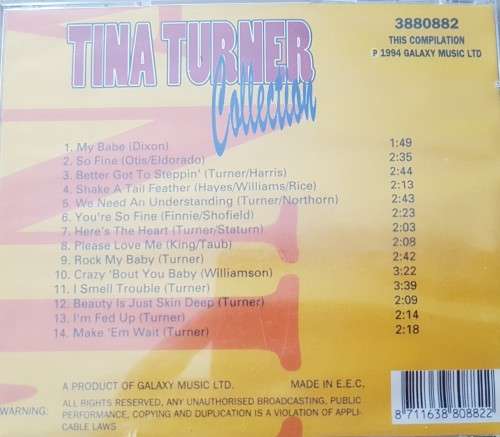 TINA TURNER
Collection
3880882
THIS COMPILATION
℗ 1994 GALAXY MUSIC LTD
1. My Babe (Dixon) 1:49
2. So Fine (Otis/Eldorado) 2:35
3. Better Got To Steppin' (Turner/Harris) 2:44
4. Shake A Tail Feather (Hayes/Williams/Rice) 2:13
5. We Need An Understanding (Turner/Northorn) 2:43
6. You're So Fine (Finnie/Shofield) 2:23
7. Here's The Heart (Turner/Staturn) 2:03
8. Please Love Me (King/Taub) 2:08
9. Rock My Baby (Turner) 2:42
10. Crazy 'Bout You Baby (Williamson) 3:22
11. I Smell Trouble (Turner) 3:39
12. Beauty Is Just Skin Deep (Turner) 2:09
13. I'm Fed Up (Turner) 2:14
14. Make 'Em Wait (Turner) 2:18
A PRODUCT OF GALAXY MUSIC LTD. MADE IN E.E.C.
WARNING: ALL RIGHTS RESERVED, ANY UNAUTHORISED BROADCASTING, PUBLIC
PERFORMANCE, COPYING AND DUPLICATION IS A VIOLATION OF APPLI-
CABLE LAWS
8 711638 808822